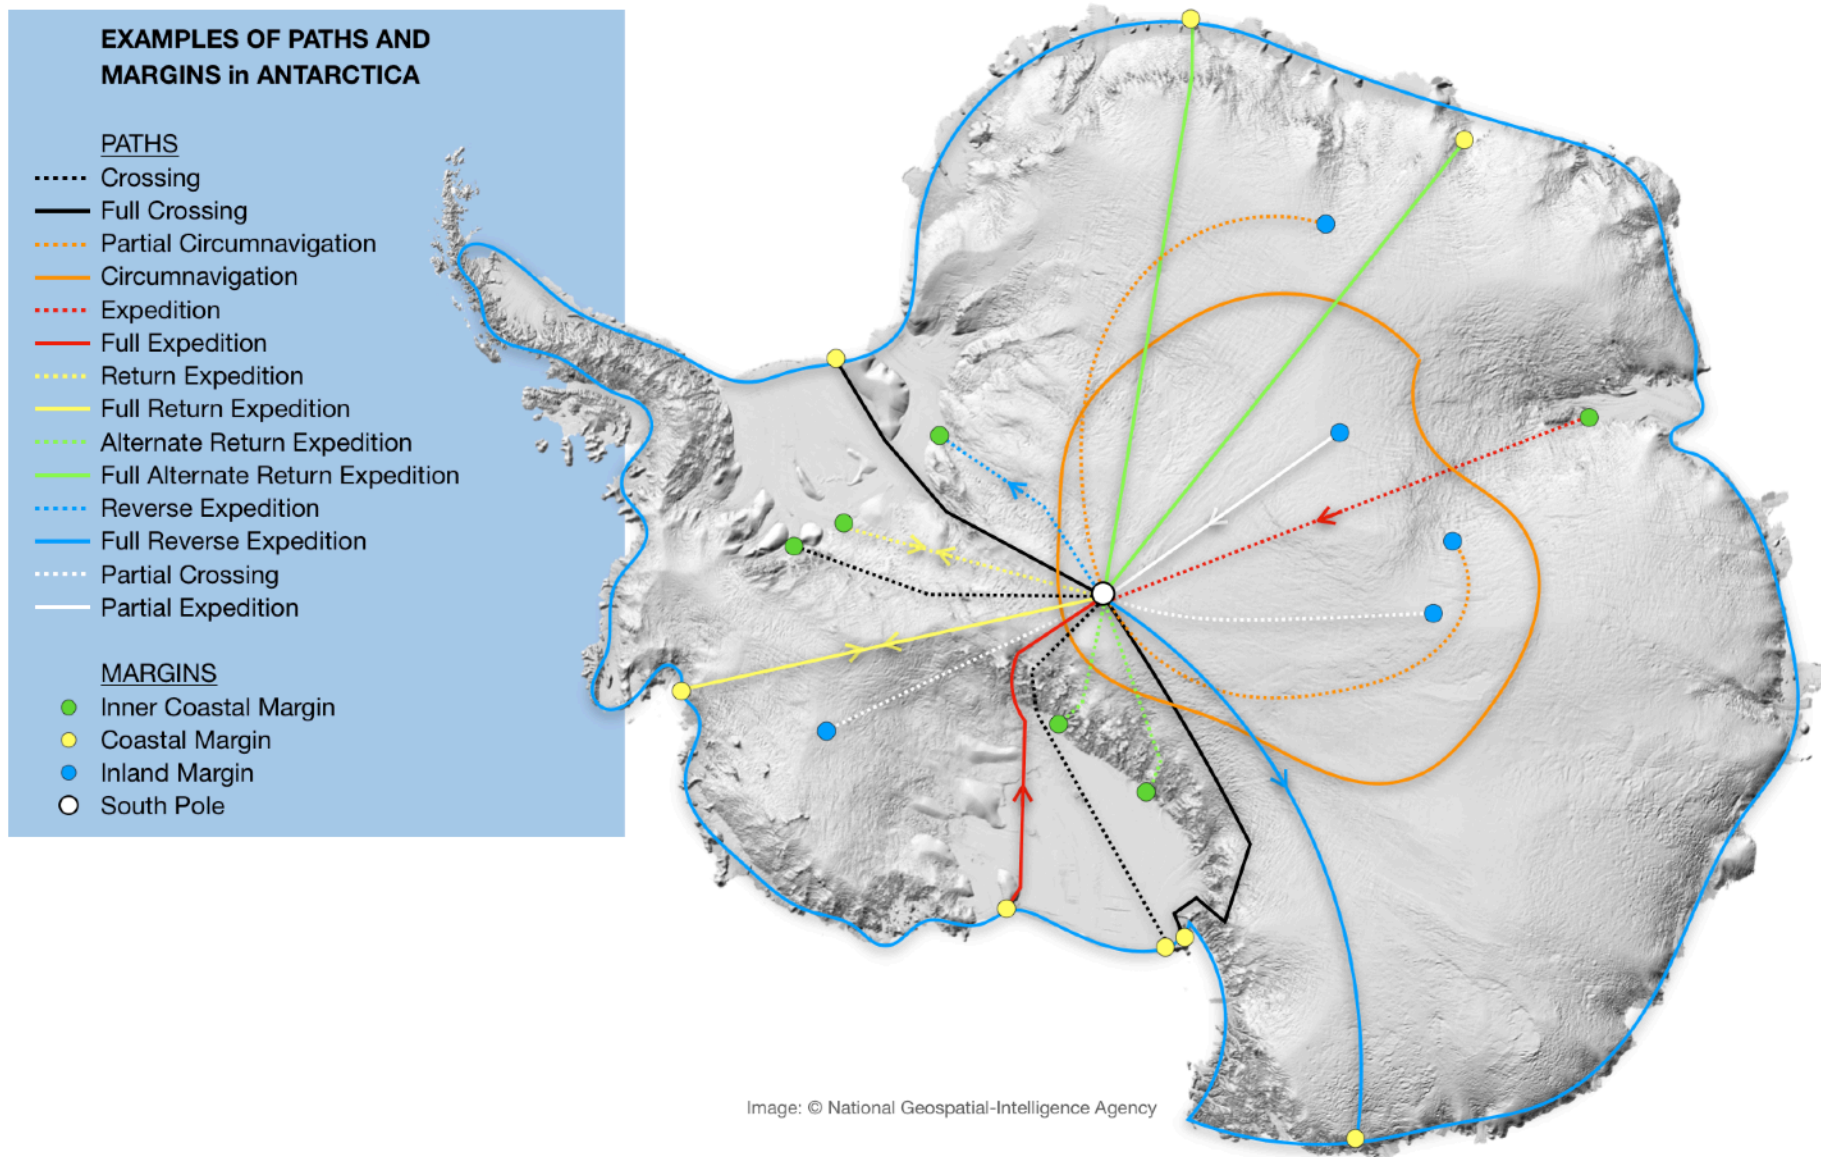 EXAMPLES OF PATHS AND
MARGINS in ANTARCTICA
PATHS
Crossing
Full Crossing
Partial Circumnavigation
Circumnavigation
Expedition
Full Expedition
Return Expedition
Full Return Expedition
Alternate Return Expedition
Full Alternate Return Expedition
Reverse Expedition
Full Reverse Expedition
Partial Crossing
Partial Expedition
MARGINS
Inner Coastal Margin
Coastal Margin
Inland Margin
South Pole
Image: © National Geospatial-Intelligence Agency